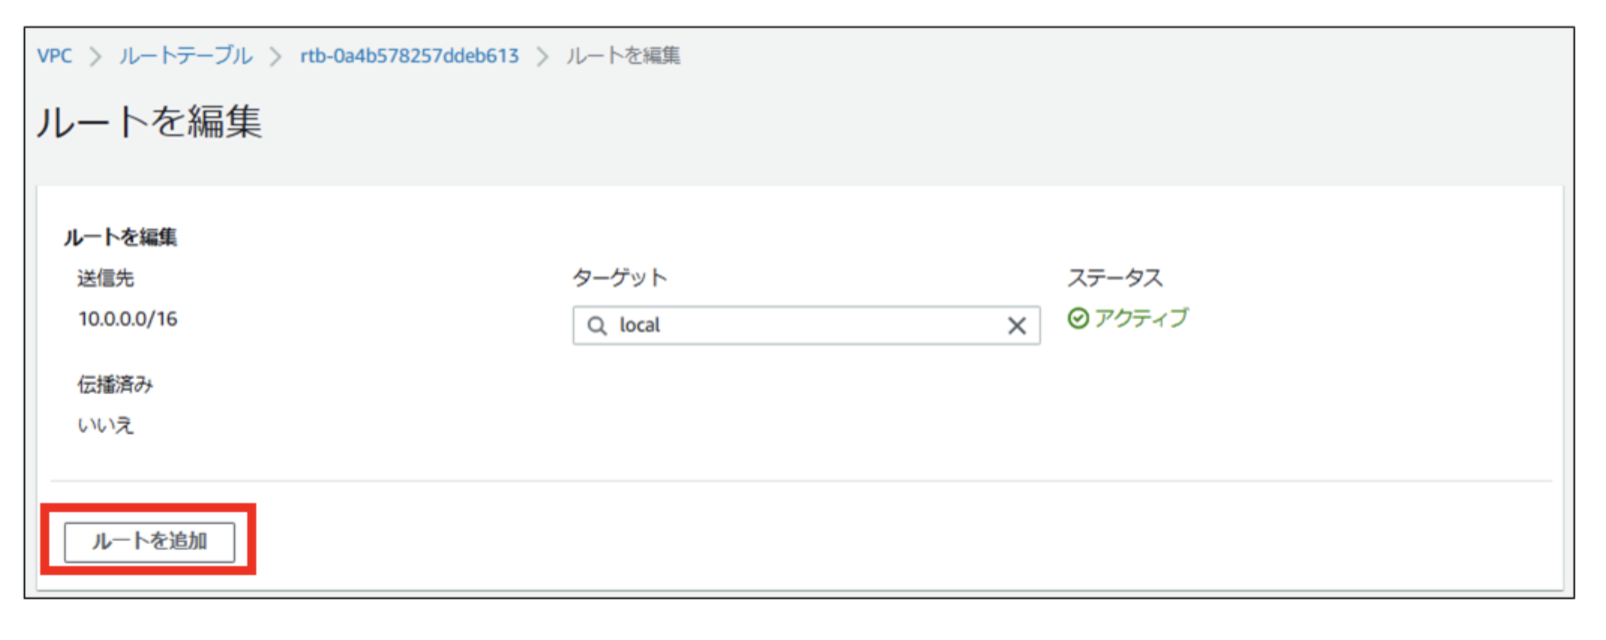 VPC > ルートテーブル > rtb-0a4b578257ddeb613 > ルートを編集
ルートを編集
ルートを編集
送信先 ターゲット ステータス
10.0.0.0/16 local アクティブ
伝播済み
いいえ
ルートを追加